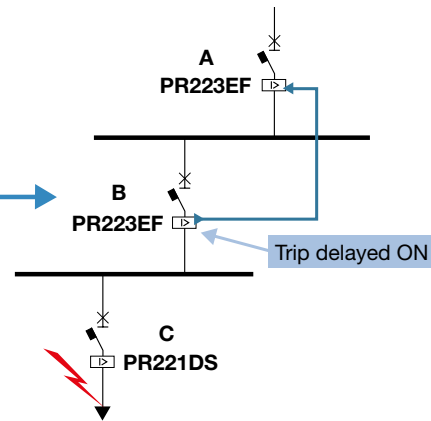 A
PR223EF
I>
B
PR223EF
I>
Trip delayed ON
C
I>
PR221DS